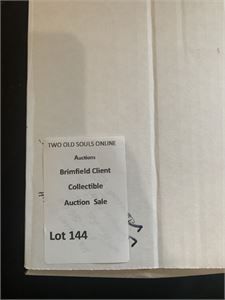 TWO OLD SOULS ONLINE
Auctions
Brimfield Client
Collectible
Auction Sale
Lot 144